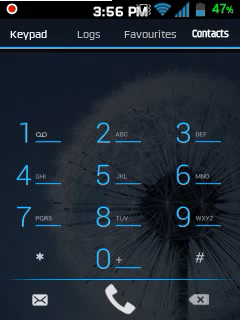 3:56 PM 47%
Keypad Logs Favourites Contacts
1 2 ABC 3 DEF
4 GHI 5 JKL 6 MNO
7 PQRS 8 TUV 9 WXYZ
* 0 + #